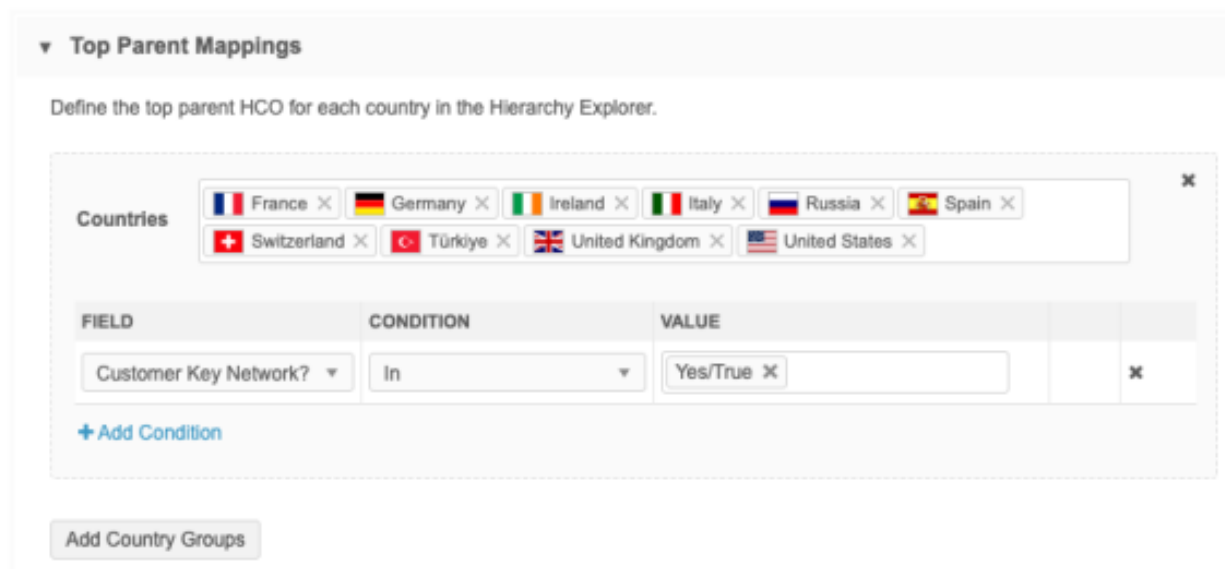 Top Parent Mappings
Define the top parent HCO for each country in the Hierarchy Explorer.
Countries
France Germany Ireland Italy Russia Spain
Switzerland Türkiye United Kingdom United States
FIELD CONDITION VALUE
Customer Key Network? In Yes/True
+ Add Condition
Add Country Groups